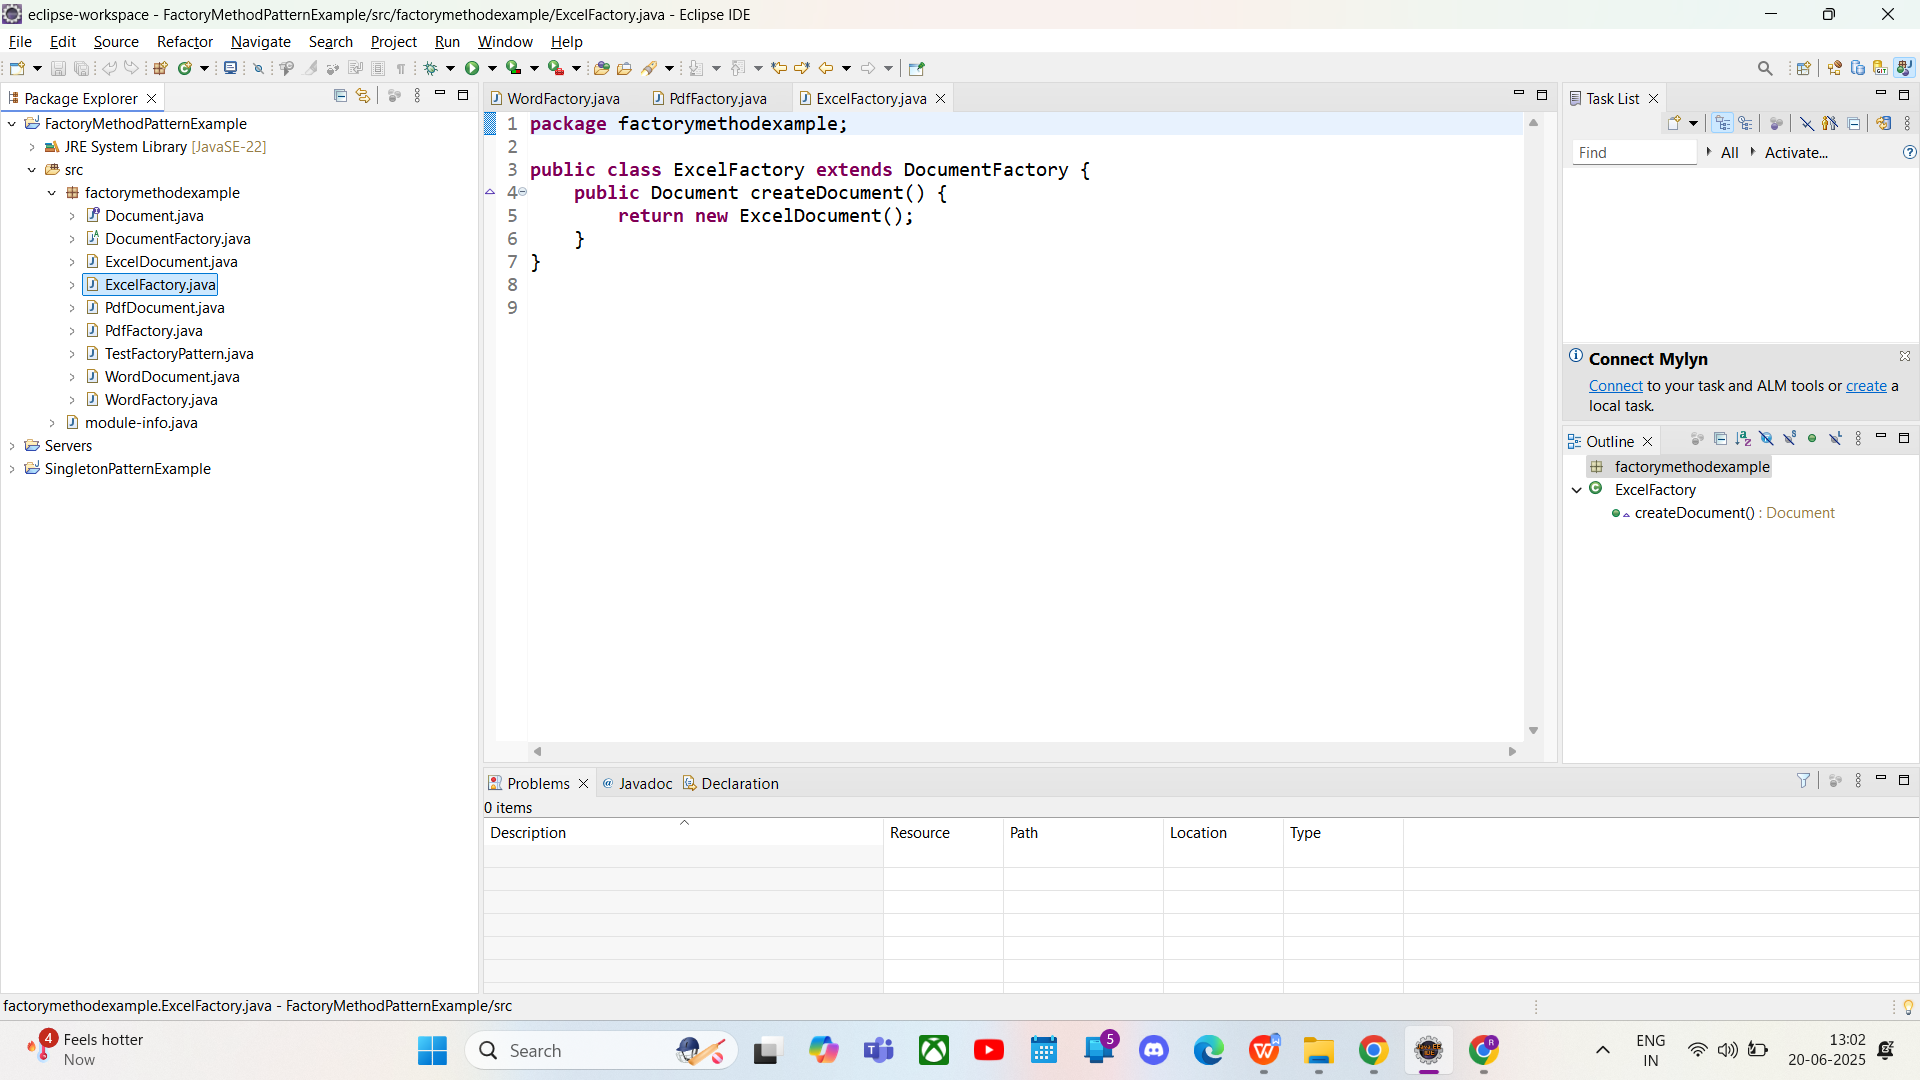 eclipse-workspace - FactoryMethodPatternExample/src/factorymethodexample/ExcelFactory.java - Eclipse IDE
File Edit Source Refactor Navigate Search Project Run Window Help
Package Explorer
FactoryMethodPatternExample
JRE System Library [JavaSE-22]
src
factorymethodexample
Document.java
DocumentFactory.java
ExcelDocument.java
ExcelFactory.java
PdfDocument.java
PdfFactory.java
TestFactoryPattern.java
WordDocument.java
WordFactory.java
module-info.java
Servers
SingletonPatternExample
WordFactory.java PdfFactory.java ExcelFactory.java
1 package factorymethodexample;
2
3 public class ExcelFactory extends DocumentFactory {
4 public Document createDocument() {
5 return new ExcelDocument();
6 }
7 }
8
9
Task List
Find All Activate...
Connect Mylyn
Connect to your task and ALM tools or create a
local task.
Outline
factorymethodexample
ExcelFactory
createDocument() : Document
Problems @ Javadoc Declaration
0 items
Description Resource Path Location Type
factorymethodexample.ExcelFactory.java - FactoryMethodPatternExample/src
4 Feels hotter
Now
Search
5
ENG
IN
13:02
20-06-2025